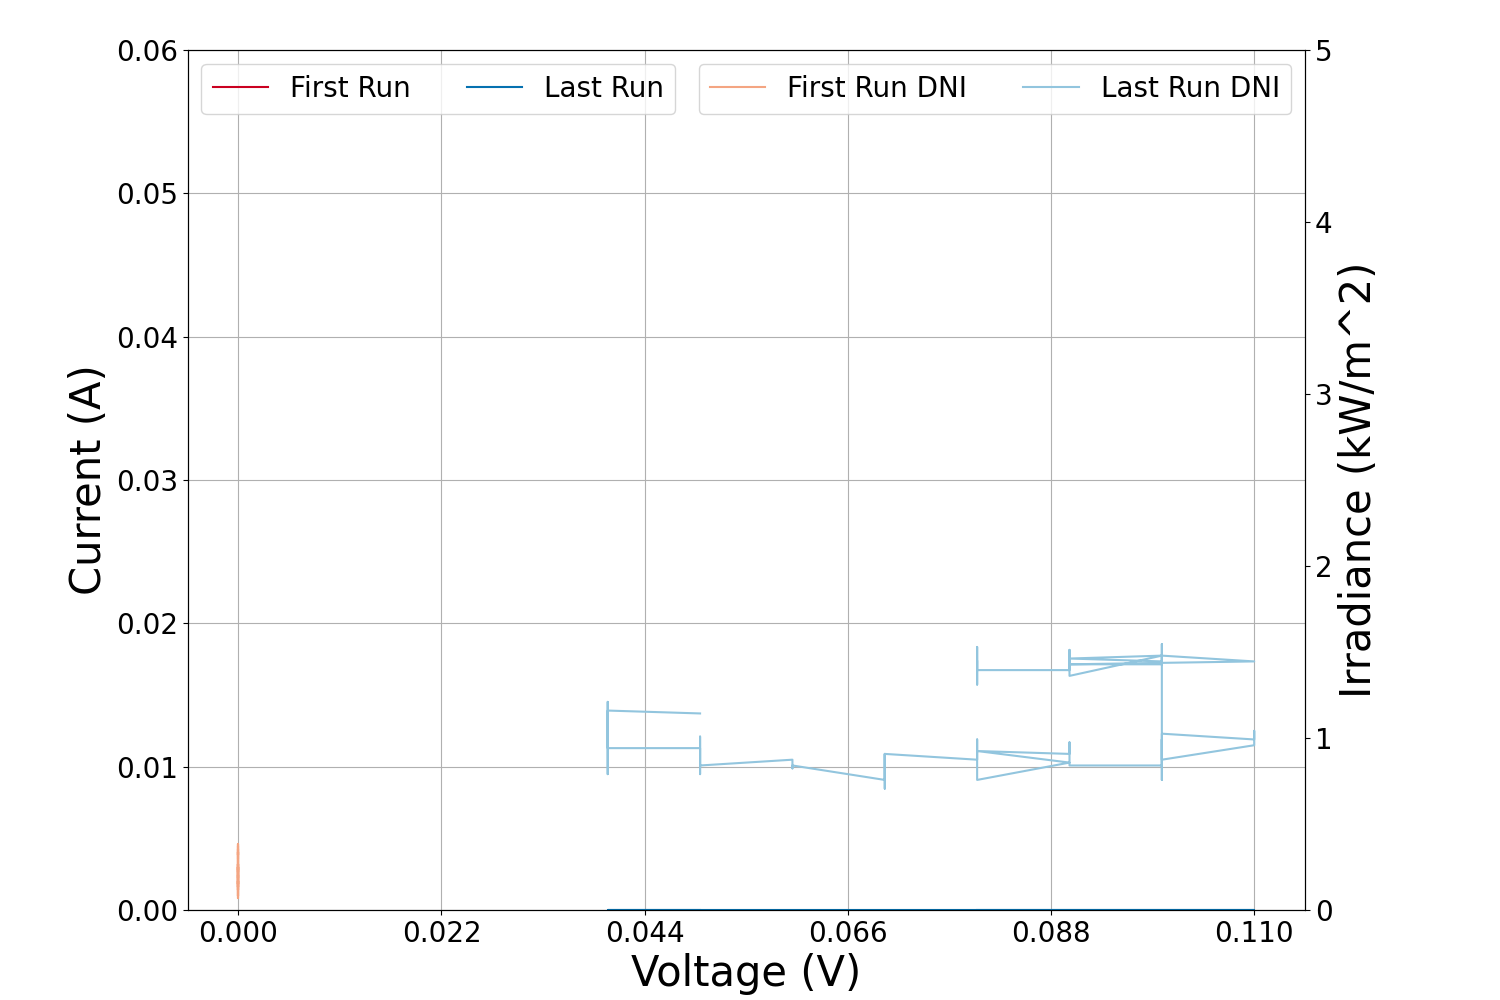 First Run
Last Run
First Run DNI
Last Run DNI
0.06
0.05
0.04
0.03
0.02
0.01
0.00
Current (A)
5
4
3
2
1
0
Irradiance (kW/m^2)
0.000 0.022 0.044 0.066 0.088 0.110
Voltage (V)